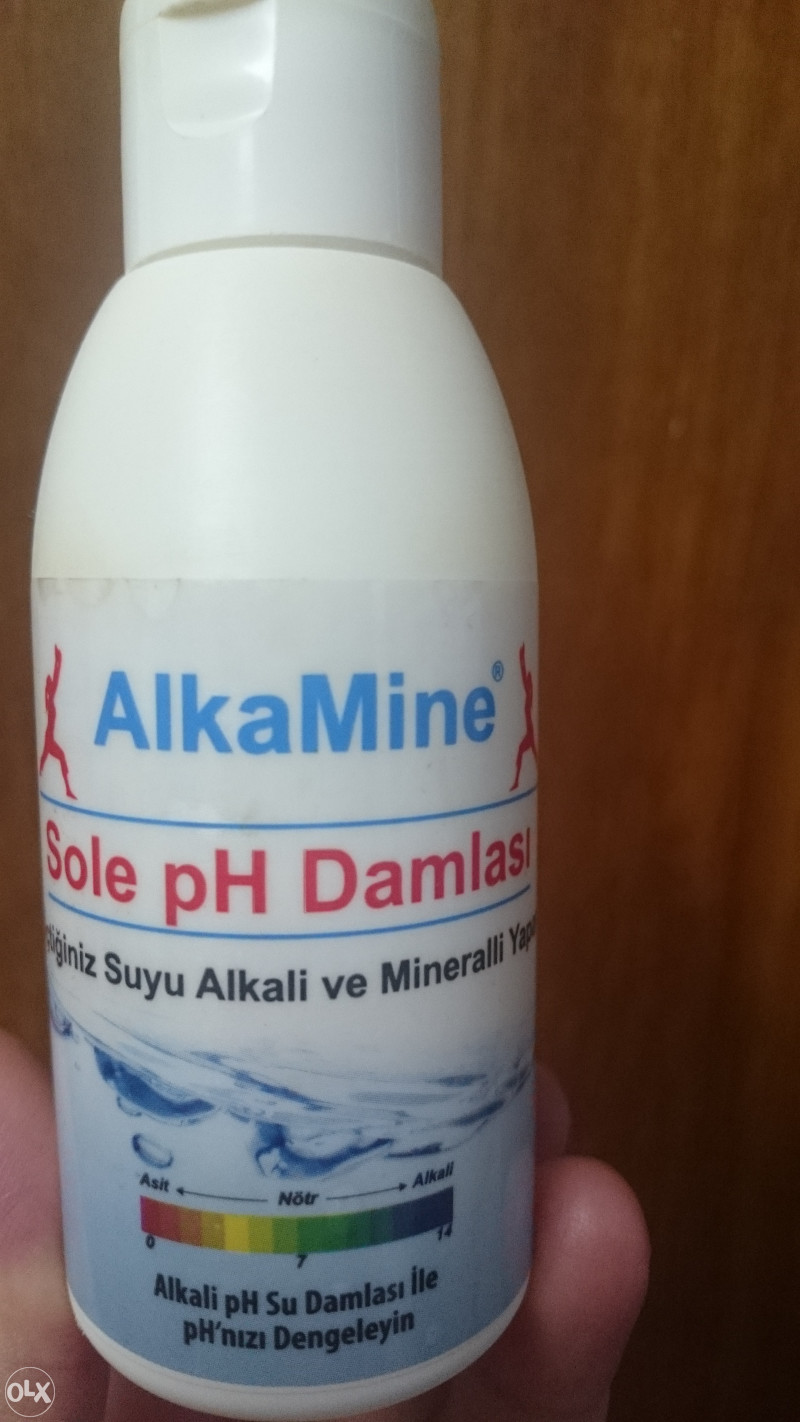 AlkaMine®
Sole pH Damlası
Suyu Alkali ve Mineralli
Asit Nötr Alkali
0 7 14
Alkali pH Su Damlası İle
pH'nızı Dengeleyin
OLX